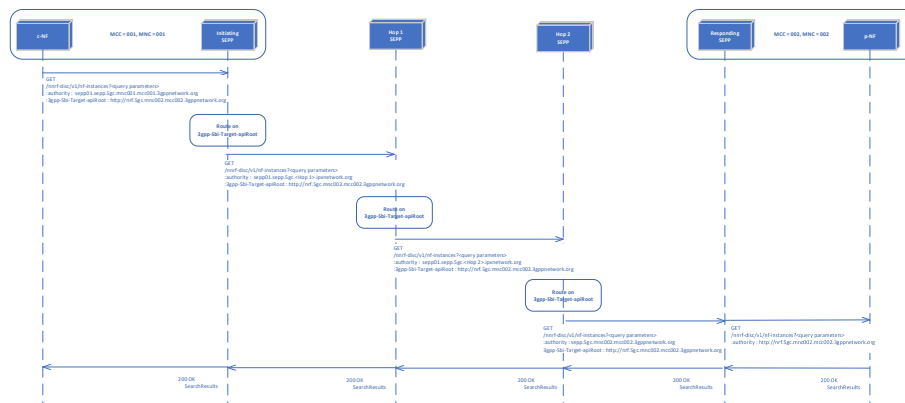 c-NF
MCC = 001, MNC = 001
Initiating
SEPP
Hop 1
SEPP
Hop 2
SEPP
Responding
SEPP
MCC = 002, MNC = 002
p-NF
GET
/nnrf-disc/v1/nf-instances?<query parameters>
:authority : sepp01.sepp.5gc.mnc001.mcc001.3gppnetwork.org
:3gpp-Sbi-Target-apiRoot : http://nrf.5gc.mnc002.mcc002.3gppnetwork.org
Route on
3gpp-Sbi-Target-apiRoot
GET
/nnrf-disc/v1/nf-instances?<query parameters>
:authority : sepp01.sepp.5gc.<Hop 1>.ipxnetwork.org
:3gpp-Sbi-Target-apiRoot : http://nrf.5gc.mnc002.mcc002.3gppnetwork.org
Route on
3gpp-Sbi-Target-apiRoot
GET
/nnrf-disc/v1/nf-instances?<query parameters>
:authority : sepp01.sepp.5gc.<Hop 2>.ipxnetwork.org
:3gpp-Sbi-Target-apiRoot : http://nrf.5gc.mnc002.mcc002.3gppnetwork.org
Route on
3gpp-Sbi-Target-apiRoot
GET
/nnrf-disc/v1/nf-instances?<query parameters>
:authority : sepp.5gc.mnc002.mcc002.3gppnetwork.org
3gpp-Sbi-Target-apiRoot : http://nrf.5gc.mnc002.mcc002.3gppnetwork.org
GET
/nnrf-disc/v1/nf-instances?<query parameters>
:authority : http://nrf.5gc.mnc002.mcc002.3gppnetwork.org
200 OK
SearchResults
200 OK
SearchResults
200 OK
SearchResults
200 OK
SearchResults
200 OK
SearchResults